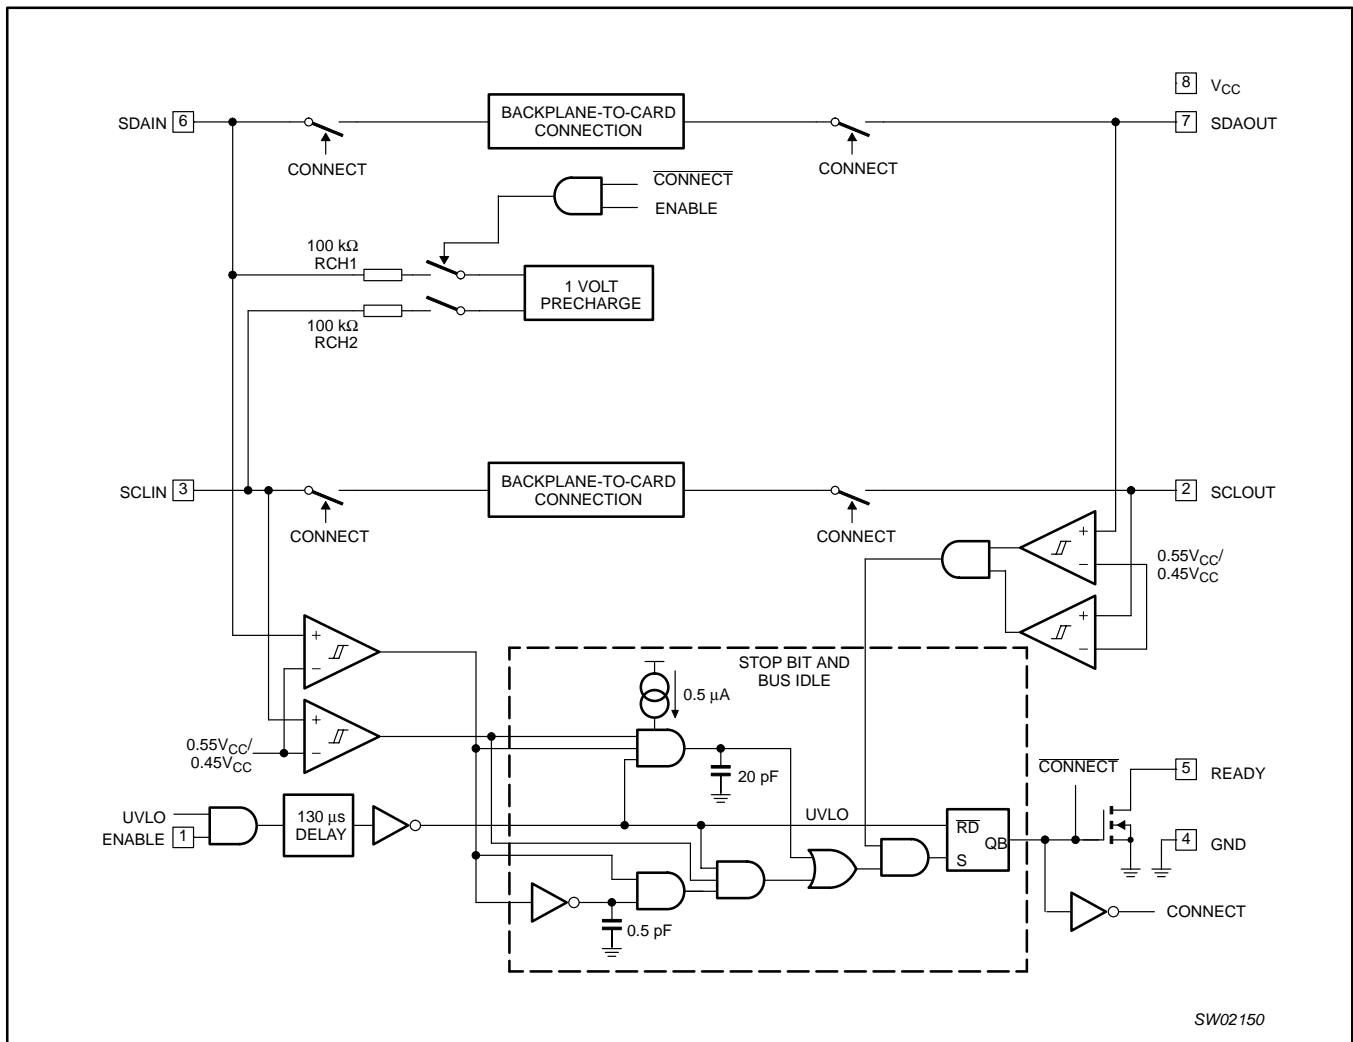 8 VCC
SDAIN 6
BACKPLANE-TO-CARD
CONNECTION
7 SDAOUT
CONNECT
CONNECT
CONNECT
ENABLE
100 kΩ
RCH1
1 VOLT
PRECHARGE
100 kΩ
RCH2
SCLIN 3
BACKPLANE-TO-CARD
CONNECTION
2 SCLOUT
CONNECT
CONNECT
+
−
0.55VCC/
0.45VCC
+
−
+
−
STOP BIT AND
BUS IDLE
0.5 μA
+
−
0.55VCC/
0.45VCC
20 pF
CONNECT
5 READY
UVLO
ENABLE 1
130 μs
DELAY
UVLO
RD
QB
S
4 GND
0.5 pF
CONNECT
SW02150